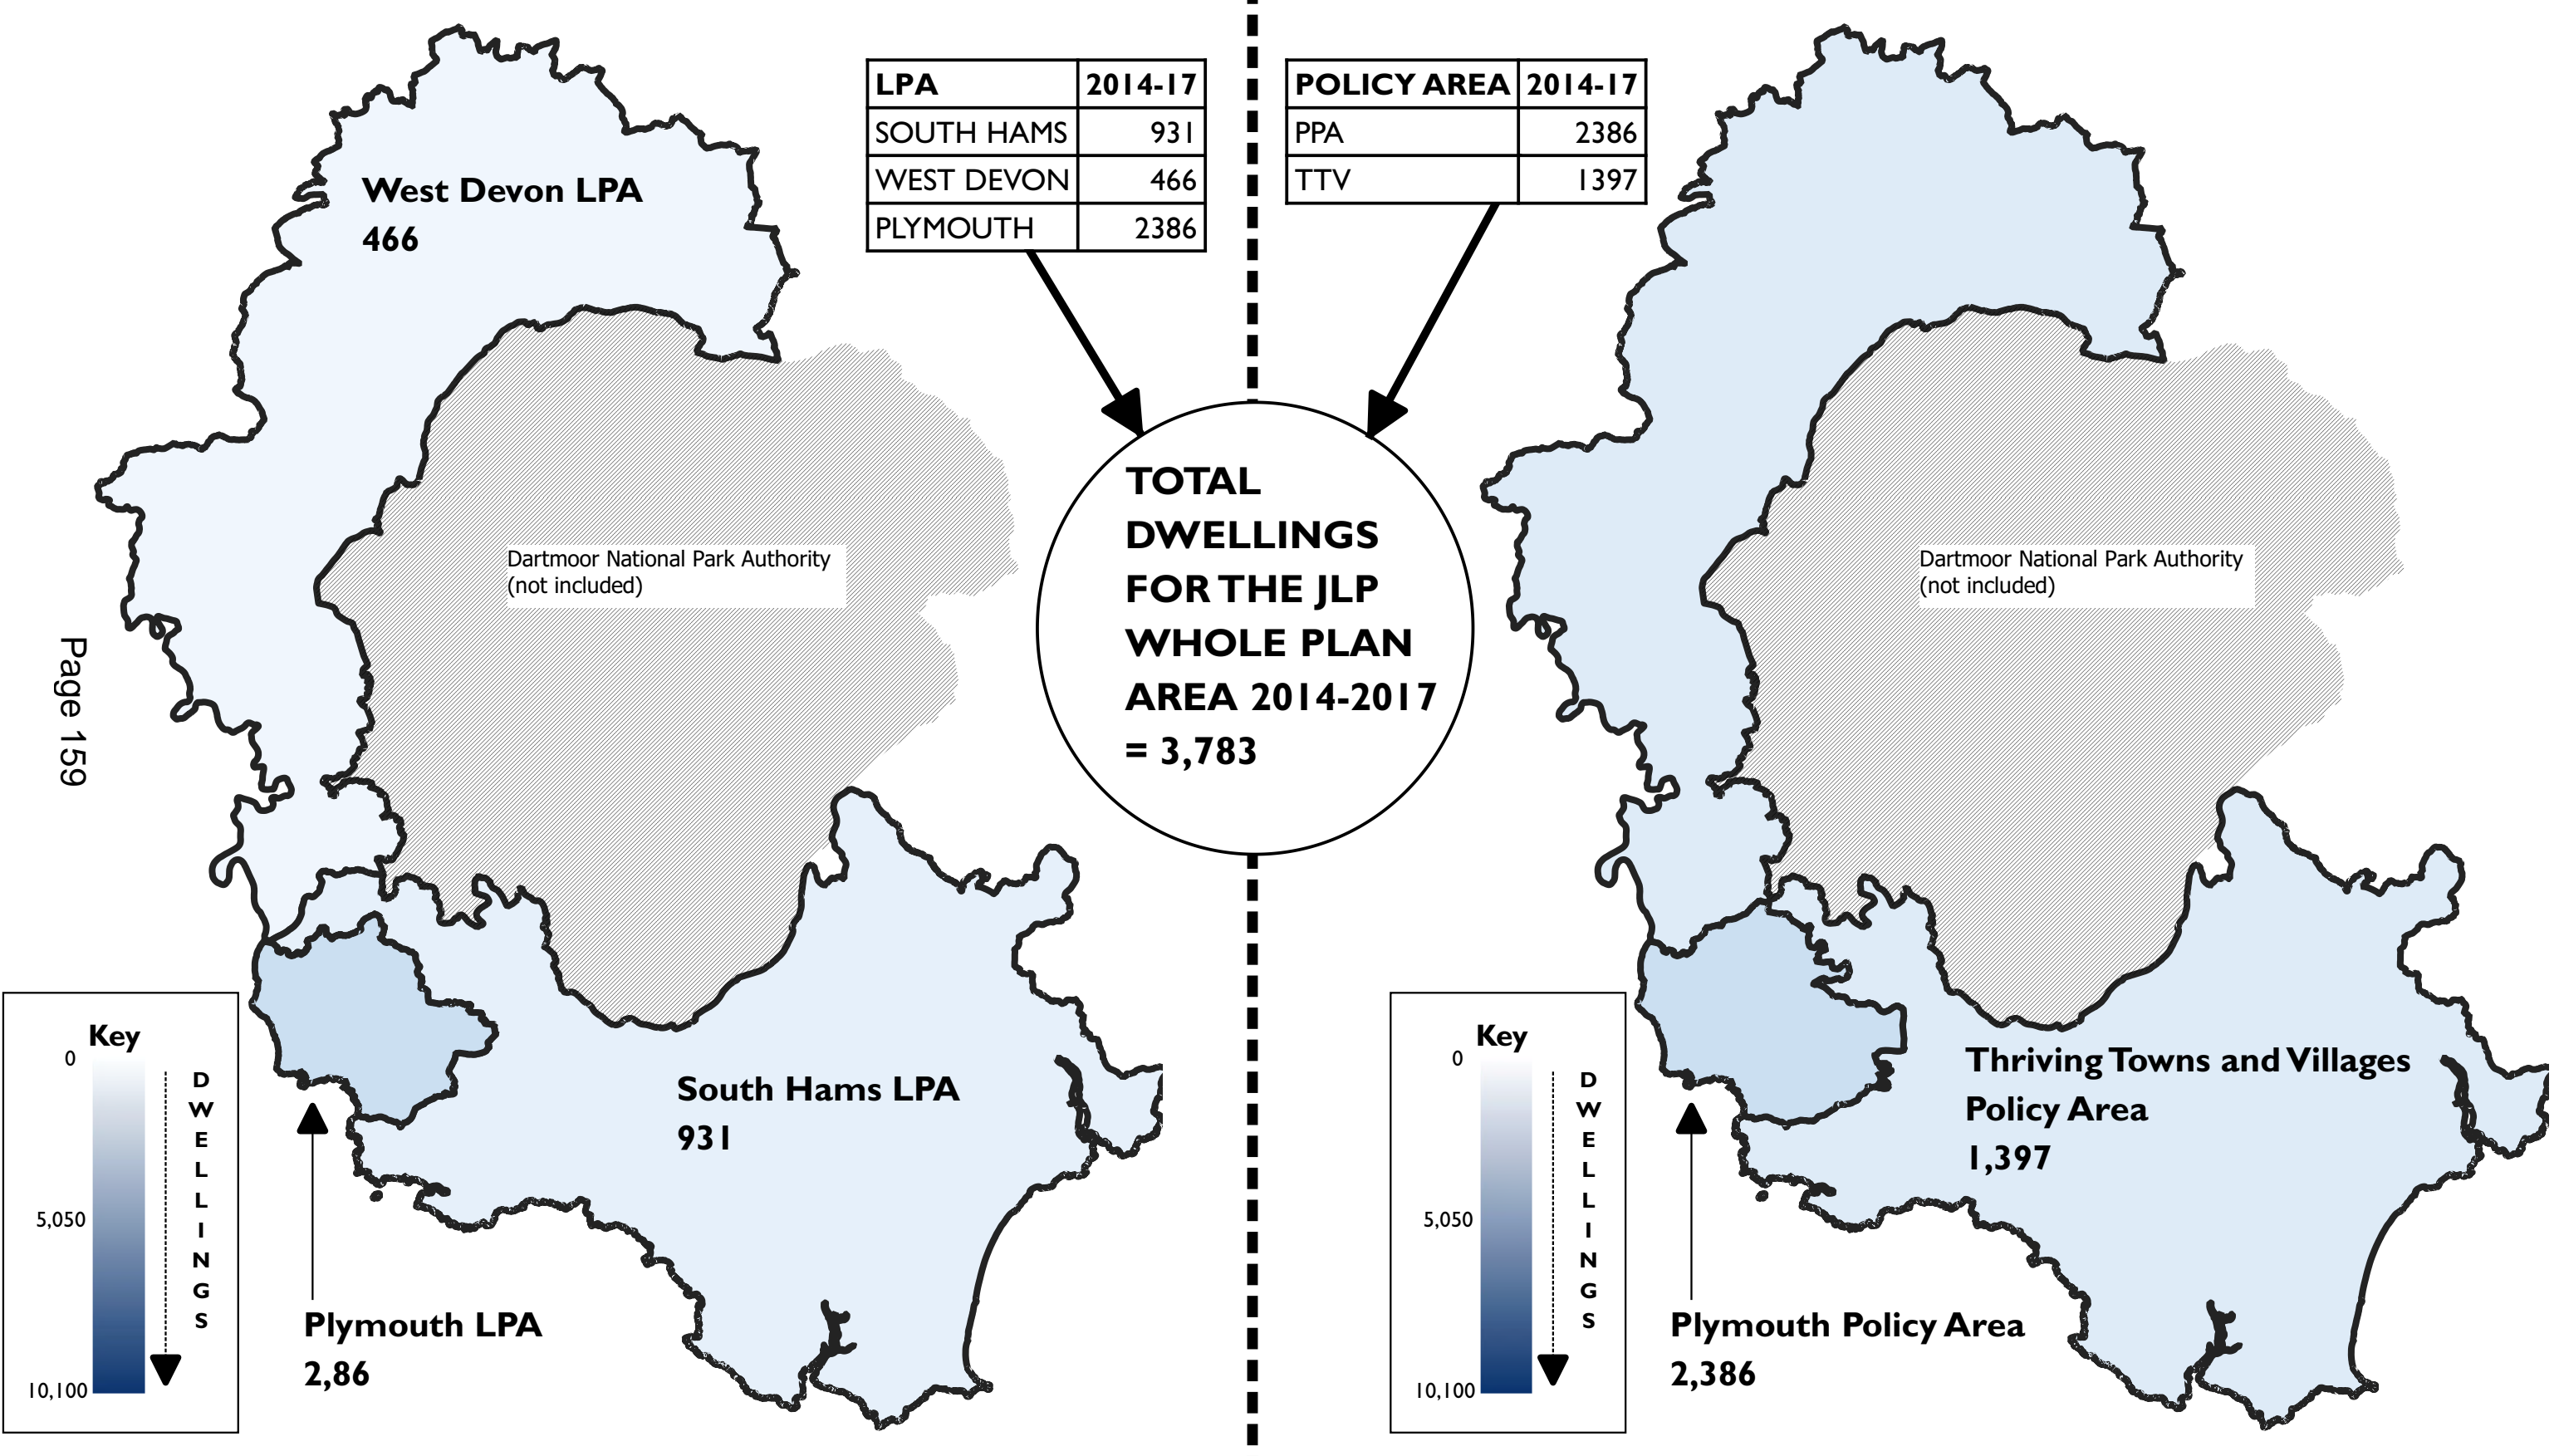 LPA 2014-17
SOUTH HAMS 931
WEST DEVON 466
PLYMOUTH 2386
POLICY AREA 2014-17
PPA 2386
TTV 1397
West Devon LPA
466
TOTAL
DWELLINGS
FOR THE JLP
WHOLE PLAN
AREA 2014-2017
= 3,783
Dartmoor National Park Authority
(not included)
Dartmoor National Park Authority
(not included)
Page 159
South Hams LPA
931
Plymouth LPA
2,86
Key
0
5,050
10,100
DWELLINGS
Thriving Towns and Villages
Policy Area
1,397
Plymouth Policy Area
2,386
Key
0
5,050
10,100
DWELLINGS